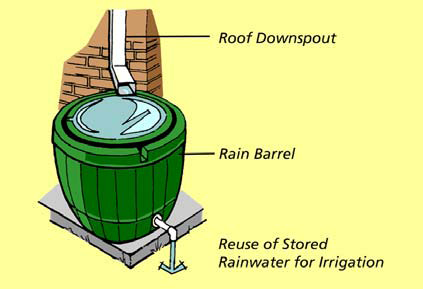 Roof Downspout
Rain Barrel
Reuse of Stored
Rainwater for Irrigation